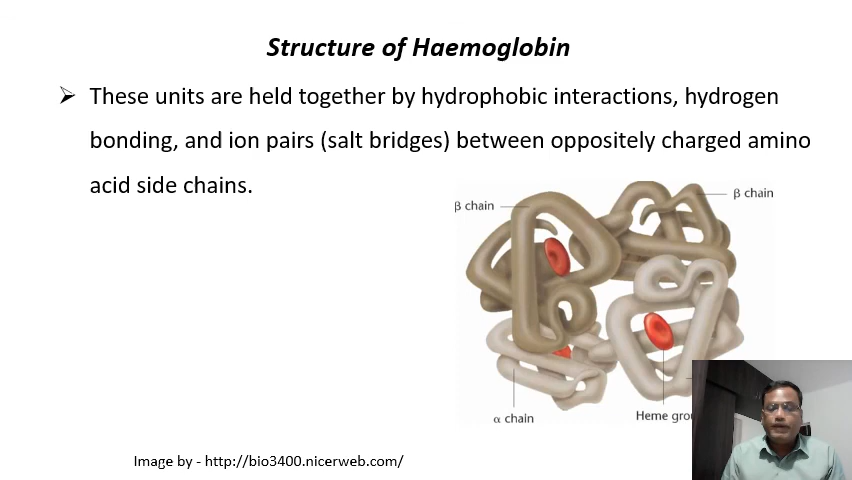 Structure of Haemoglobin
➢ These units are held together by hydrophobic interactions, hydrogen
bonding, and ion pairs (salt bridges) between oppositely charged amino
acid side chains.
β chain
β chain
α chain
Heme
Image by - http://bio3400.nicerweb.com/